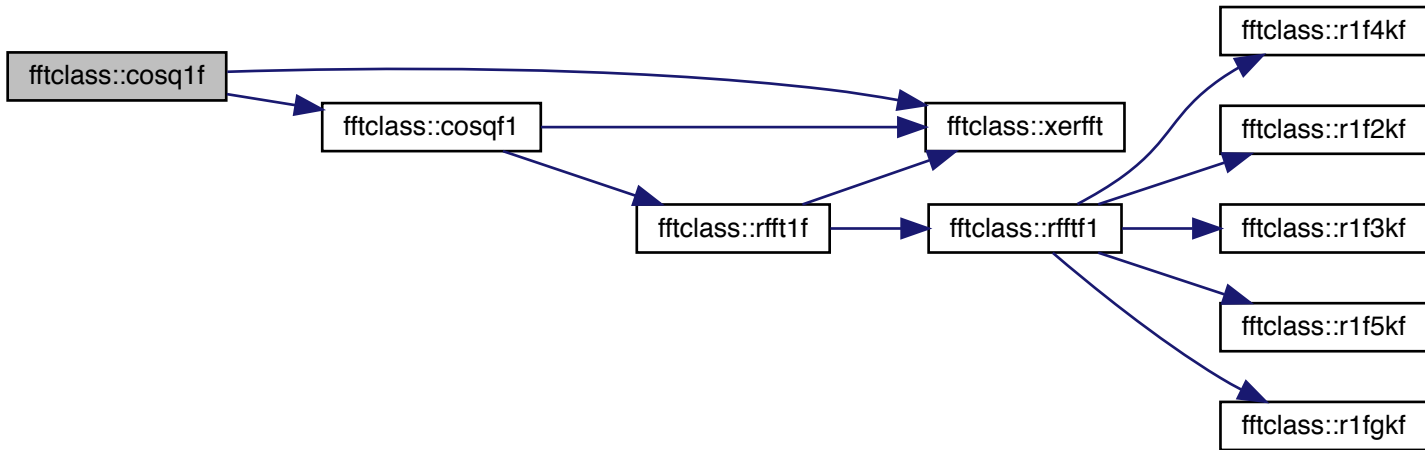 fftclass::cosq1f
fftclass::cosqf1
fftclass::xerfft
fftclass::rfft1f
fftclass::rfftf1
fftclass::r1f4kf
fftclass::r1f2kf
fftclass::r1f3kf
fftclass::r1f5kf
fftclass::r1fgkf